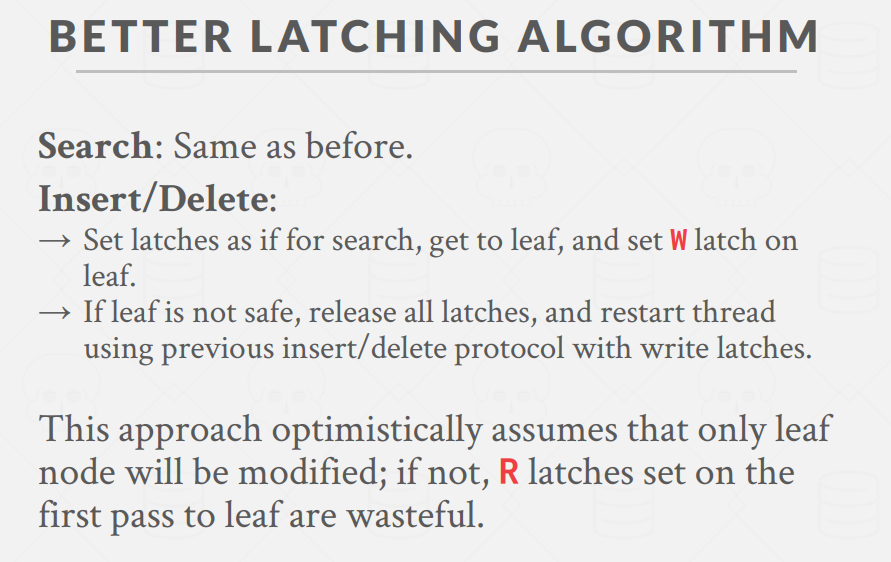 BETTER LATCHING ALGORITHM
Search: Same as before.
Insert/Delete:
→ Set latches as if for search, get to leaf, and set W latch on
leaf.
→ If leaf is not safe, release all latches, and restart thread
using previous insert/delete protocol with write latches.
This approach optimistically assumes that only leaf
node will be modified; if not, R latches set on the
first pass to leaf are wasteful.